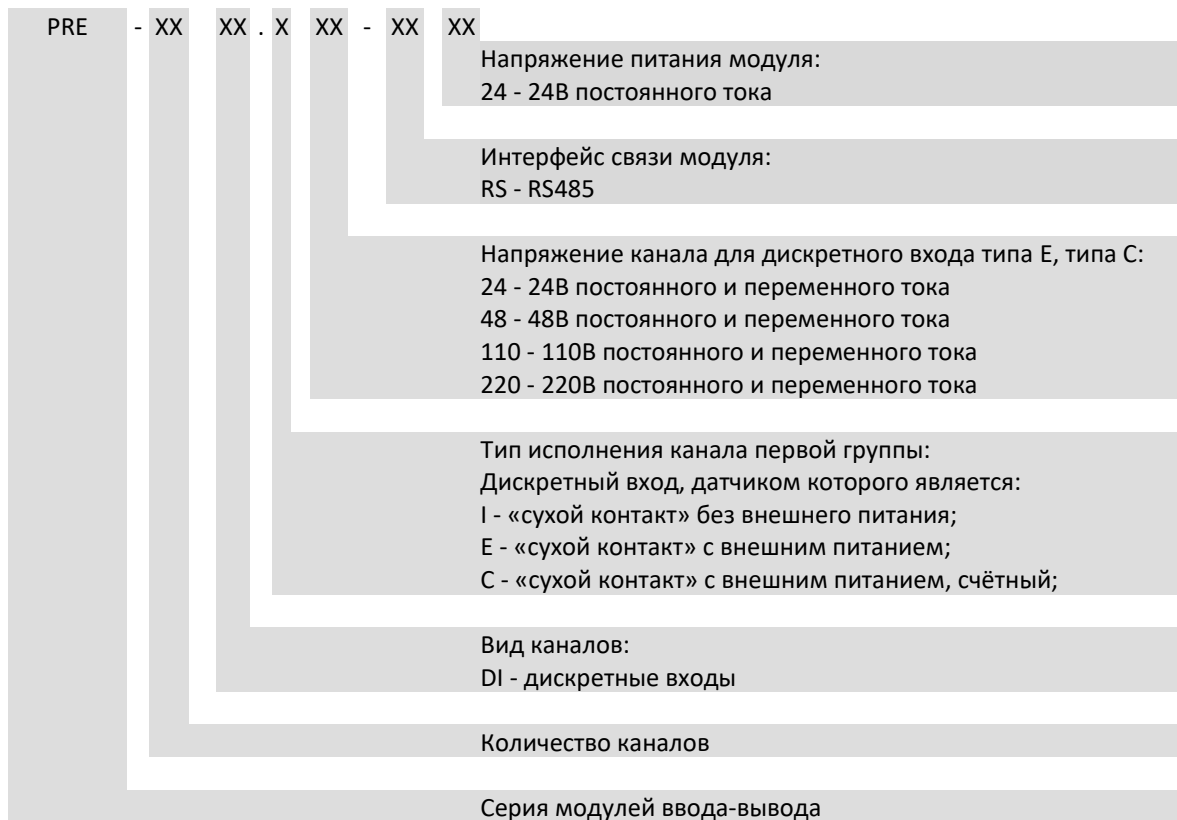 PRE - XX XX . X XX - XX XX
Напряжение питания модуля:
24 - 24В постоянного тока
Интерфейс связи модуля:
RS - RS485
Напряжение канала для дискретного входа типа E, типа C:
24 - 24В постоянного и переменного тока
48 - 48В постоянного и переменного тока
110 - 110В постоянного и переменного тока
220 - 220В постоянного и переменного тока
Тип исполнения канала первой группы:
Дискретный вход, датчиком которого является:
I - «сухой контакт» без внешнего питания;
E - «сухой контакт» с внешним питанием;
C - «сухой контакт» с внешним питанием, счётный;
Вид каналов:
DI - дискретные входы
Количество каналов
Серия модулей ввода-вывода